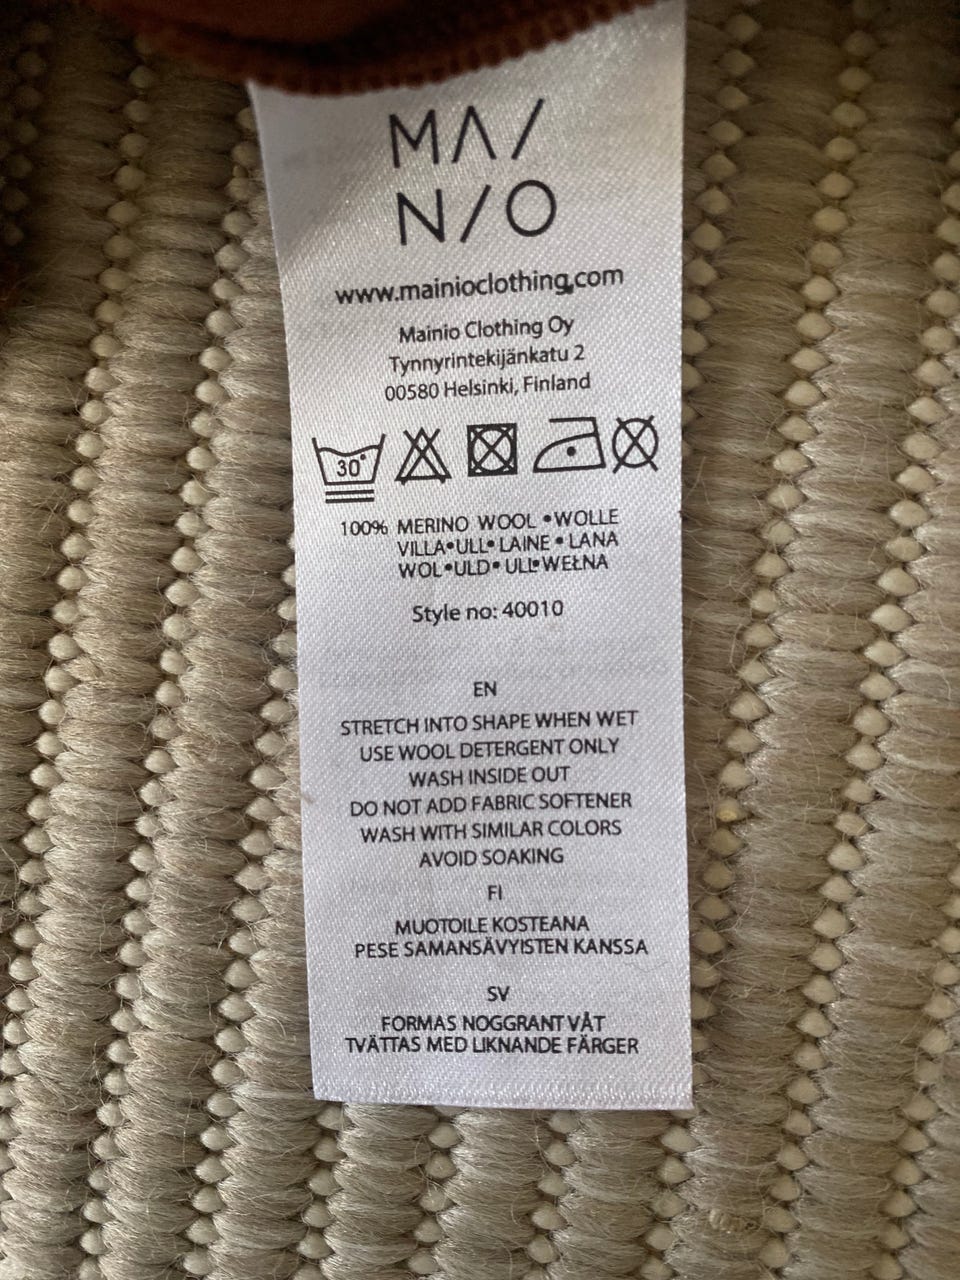 MAINIO
www.mainioclothing.com
Mainio Clothing Oy
Tynnyrintekijänkatu 2
00580 Helsinki, Finland
30°
100% MERINO WOOL • WOLLE
VILLA • ULL • LAINE • LANA
WOL • ULD • ULL • WEŁNA
Style no: 40010
EN
STRETCH INTO SHAPE WHEN WET
USE WOOL DETERGENT ONLY
WASH INSIDE OUT
DO NOT ADD FABRIC SOFTENER
WASH WITH SIMILAR COLORS
AVOID SOAKING
FI
MUOTOILE KOSTEANA
PESE SAMANSÄVYISTEN KANSSA
SV
FORMAS NOGGRANT VÅT
TVÄTTAS MED LIKNANDE FÄRGER